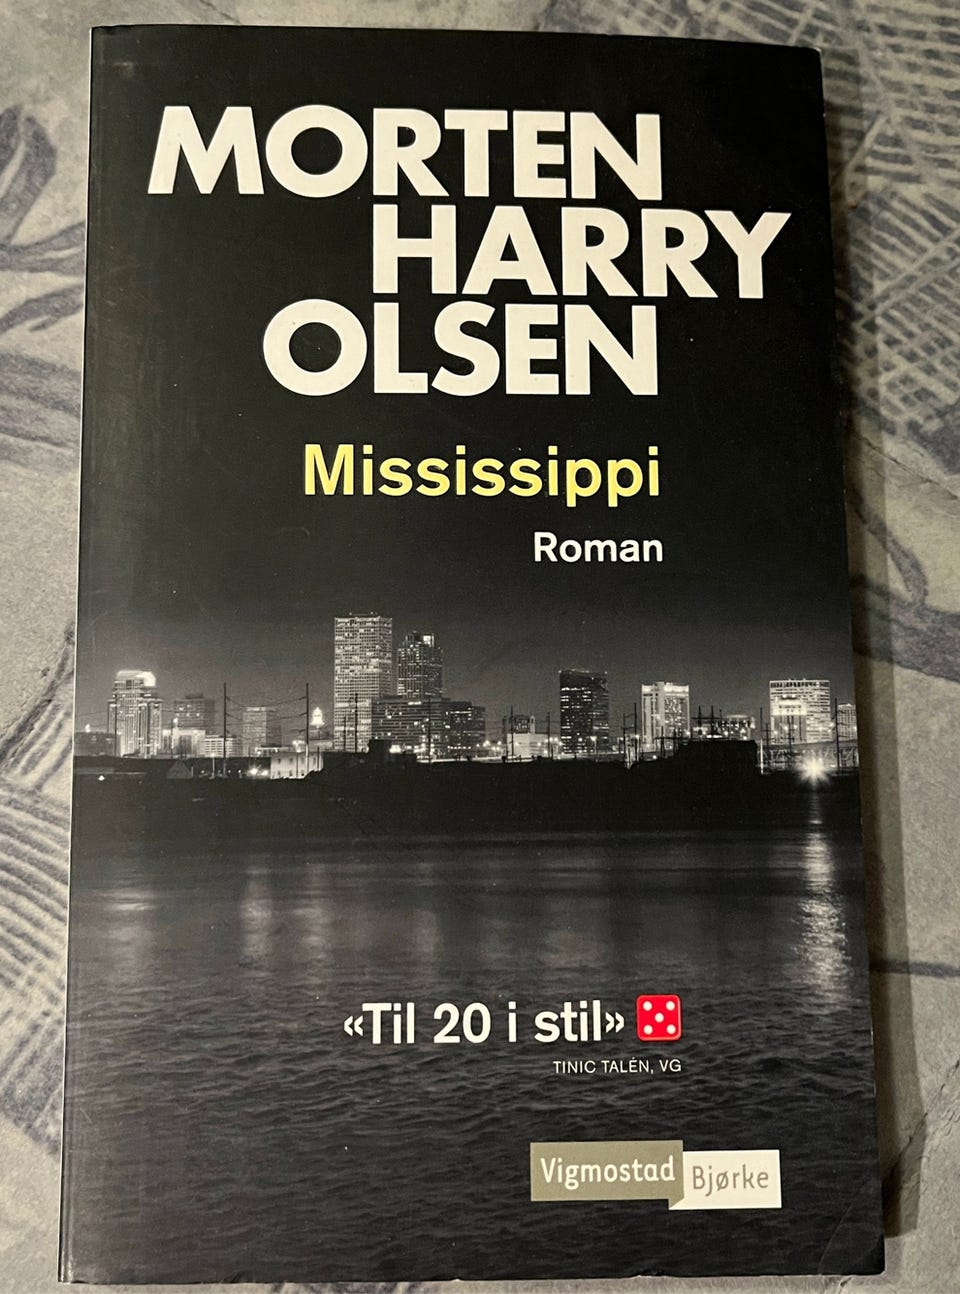 MORTEN
HARRY
OLSEN
Mississippi
Roman
«Til 20 i stil»
TINIC TALÉN, VG
Vigmostad
Bjørke